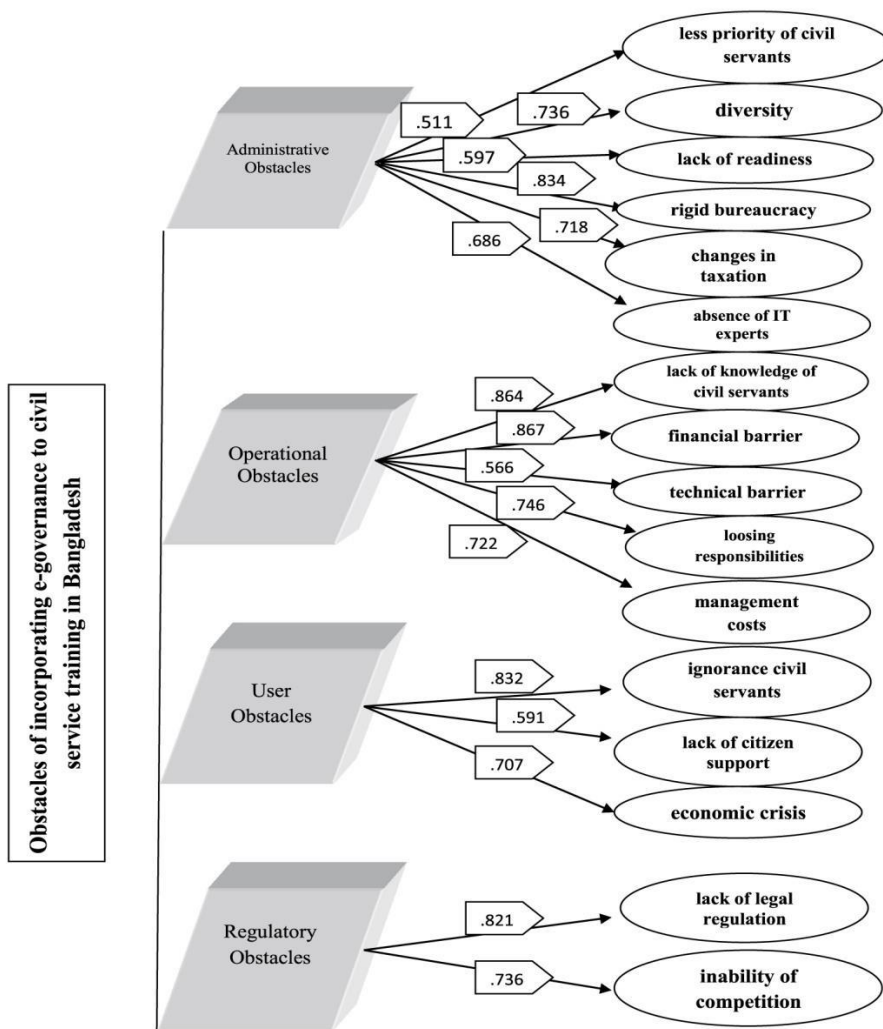 Obstacles of incorporating e-governance to civil
service training in Bangladesh
Administrative
Obstacles
.511
.736
.597
.834
.718
.686
less priority of civil
servants
diversity
lack of readiness
rigid bureaucracy
changes in
taxation
absence of IT
experts
Operational
Obstacles
.864
.867
.566
.746
.722
lack of knowledge of
civil servants
financial barrier
technical barrier
loosing
responsibilities
management
costs
User
Obstacles
.832
.591
.707
ignorance civil
servants
lack of citizen
support
economic crisis
Regulatory
Obstacles
.821
.736
lack of legal
regulation
inability of
competition